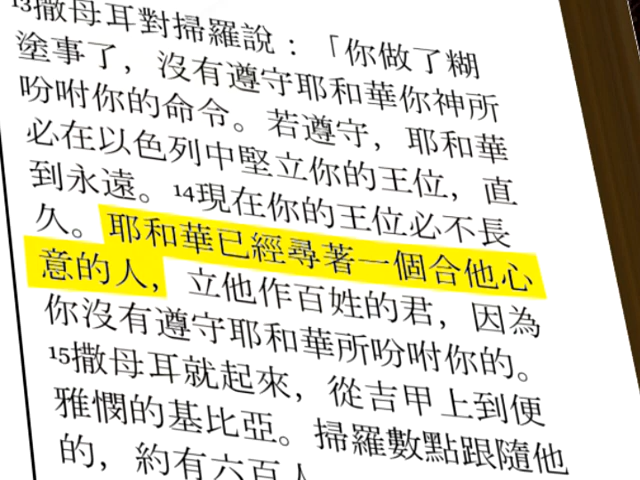 13撒母耳對掃羅說：「你做了糊
塗事了，沒有遵守耶和華你神所
吩咐你的命令。若遵守，耶和華
必在以色列中堅立你的王位，直
到永遠。14現在你的王位必不長
久。耶和華已經尋著一個合他心
意的人，立他作百姓的君，因為
你沒有遵守耶和華所吩咐你的。
15撒母耳就起來，從吉甲上到便
雅憫的基比亞。掃羅數點跟隨他
的，約有六百人